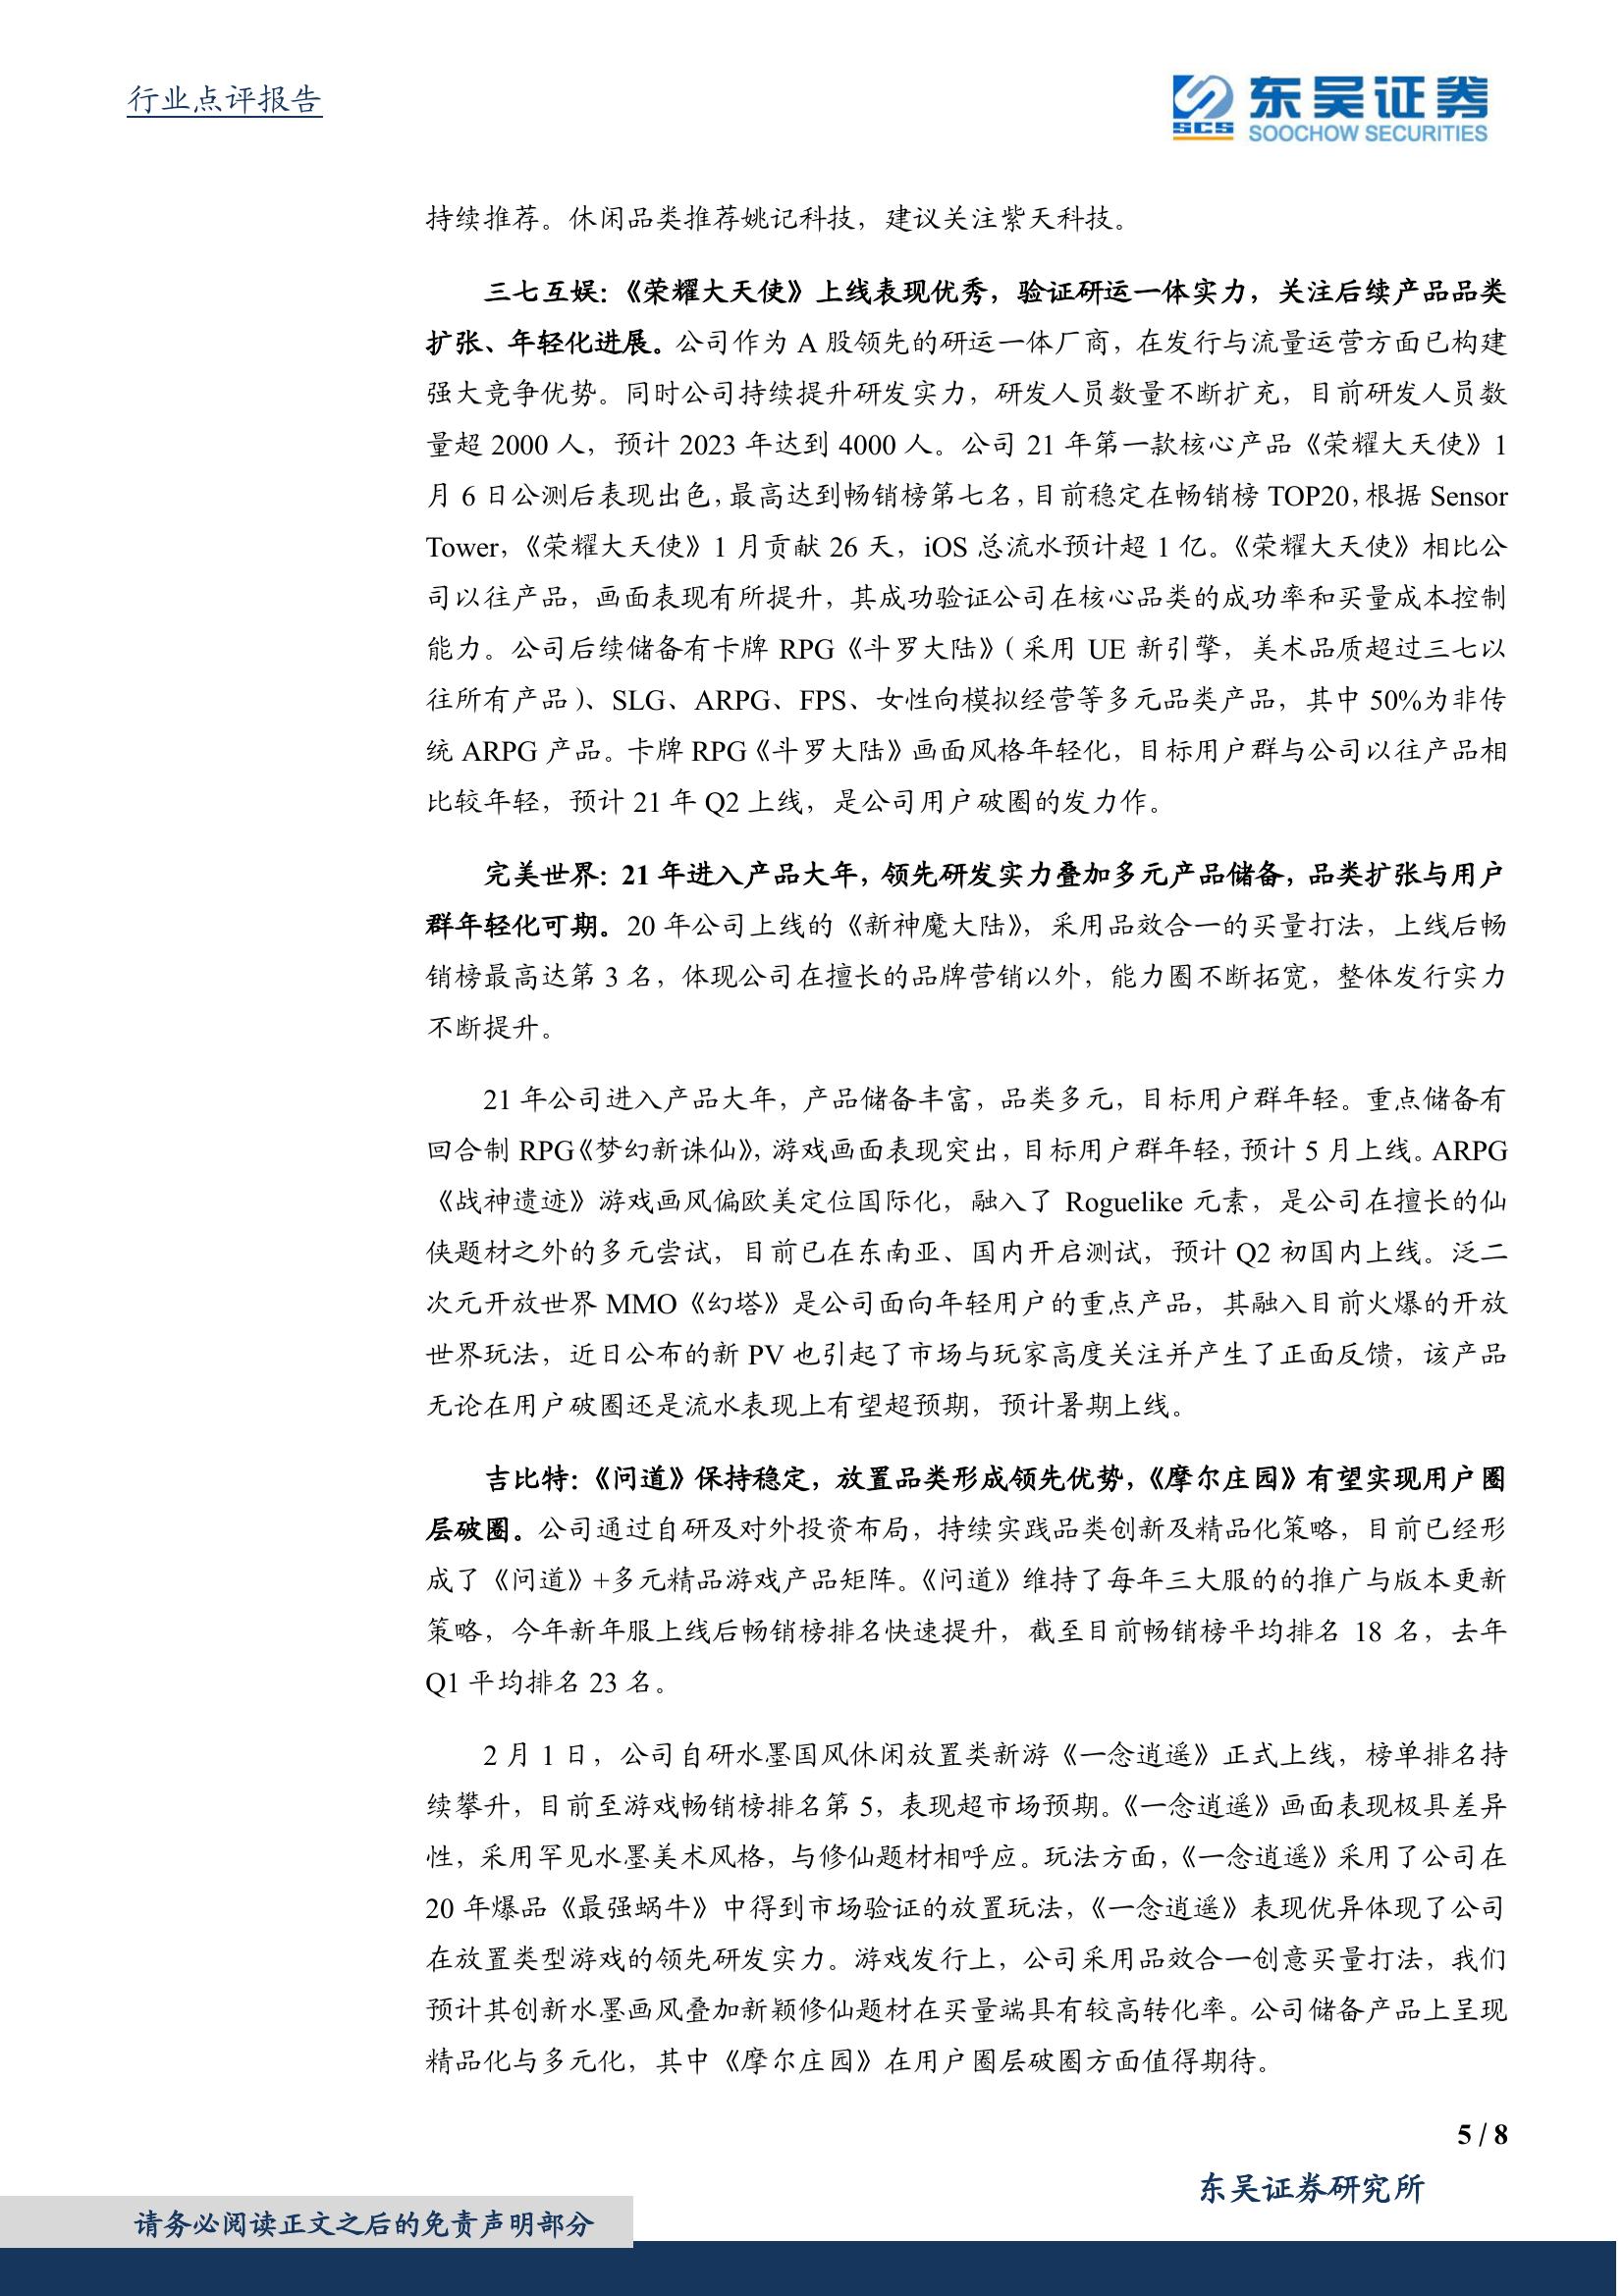 行业点评报告
SCS 东吴证券
SOOCHOW SECURITIES
持续推荐。休闲品类推荐姚记科技，建议关注紫天科技。
三七互娱：《荣耀大天使》上线表现优秀，验证研运一体实力，关注后续产品品类
扩张、年轻化进展。公司作为 A 股领先的研运一体厂商，在发行与流量运营方面已构建
强大竞争优势。同时公司持续提升研发实力，研发人员数量不断扩充，目前研发人员数
量超 2000 人，预计 2023 年达到 4000 人。公司 21 年第一款核心产品《荣耀大天使》1
月 6 日公测后表现出色，最高达到畅销榜第七名，目前稳定在畅销榜 TOP20，根据 Sensor
Tower，《荣耀大天使》1 月贡献 26 天，iOS 总流水预计超 1 亿。《荣耀大天使》相比公
司以往产品，画面表现有所提升，其成功验证公司在核心品类的成功率和买量成本控制
能力。公司后续储备有卡牌 RPG《斗罗大陆》（采用 UE 新引擎，美术品质超过三七以
往所有产品）、SLG、ARPG、FPS、女性向模拟经营等多元品类产品，其中 50%为非传
统 ARPG 产品。卡牌 RPG《斗罗大陆》画面风格年轻化，目标用户群与公司以往产品相
比较年轻，预计 21 年 Q2 上线，是公司用户破圈的发力作。
完美世界：21 年进入产品大年，领先研发实力叠加多元产品储备，品类扩张与用户
群年轻化可期。20 年公司上线的《新神魔大陆》，采用品效合一的买量打法，上线后畅
销榜最高达第 3 名，体现公司在擅长的品牌营销以外，能力圈不断拓宽，整体发行实力
不断提升。
21 年公司进入产品大年，产品储备丰富，品类多元，目标用户群年轻。重点储备有
回合制 RPG《梦幻新诛仙》，游戏画面表现突出，目标用户群年轻，预计 5 月上线。ARPG
《战神遗迹》游戏画风偏欧美定位国际化，融入了 Roguelike 元素，是公司在擅长的仙
侠题材之外的多元尝试，目前已在东南亚、国内开启测试，预计 Q2 初国内上线。泛二
次元开放世界 MMO《幻塔》是公司面向年轻用户的重点产品，其融入目前火爆的开放
世界玩法，近日公布的新 PV 也引起了市场与玩家高度关注并产生了正面反馈，该产品
无论在用户破圈还是流水表现上有望超预期，预计暑期上线。
吉比特：《问道》保持稳定，放置品类形成领先优势，《摩尔庄园》有望实现用户圈
层破圈。公司通过自研及对外投资布局，持续实践品类创新及精品化策略，目前已经形
成了《问道》+多元精品游戏产品矩阵。《问道》维持了每年三大服的的推广与版本更新
策略，今年新年服上线后畅销榜排名快速提升，截至目前畅销榜平均排名 18 名，去年
Q1 平均排名 23 名。
2 月 1 日，公司自研水墨国风休闲放置类新游《一念逍遥》正式上线，榜单排名持
续攀升，目前至游戏畅销榜排名第 5，表现超市场预期。《一念逍遥》画面表现极具差异
性，采用罕见水墨美术风格，与修仙题材相呼应。玩法方面，《一念逍遥》采用了公司在
20 年爆品《最强蜗牛》中得到市场验证的放置玩法，《一念逍遥》表现优异体现了公司
在放置类型游戏的领先研发实力。游戏发行上，公司采用品效合一创意买量打法，我们
预计其创新水墨画风叠加新颖修仙题材在买量端具有较高转化率。公司储备产品上呈现
精品化与多元化，其中《摩尔庄园》在用户圈层破圈方面值得期待。
5 / 8
东吴证券研究所
请务必阅读正文之后的免责声明部分